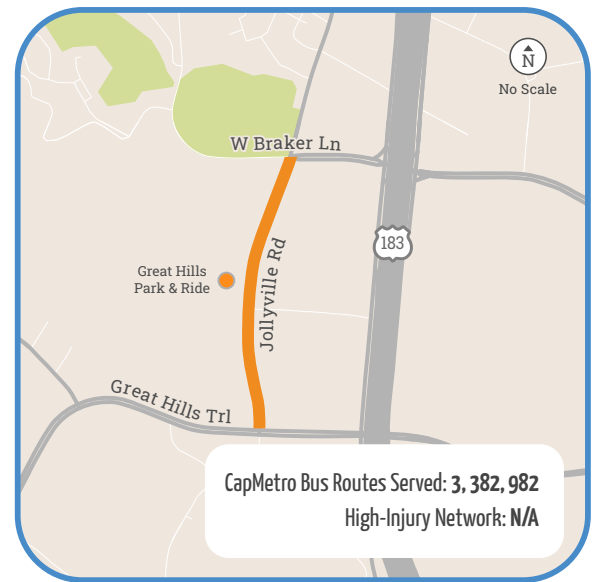 N
No Scale
W Braker Ln
183
Jollyville Rd
Great Hills
Park & Ride
Great Hills Trl
CapMetro Bus Routes Served: 3, 382, 982
High-Injury Network: N/A